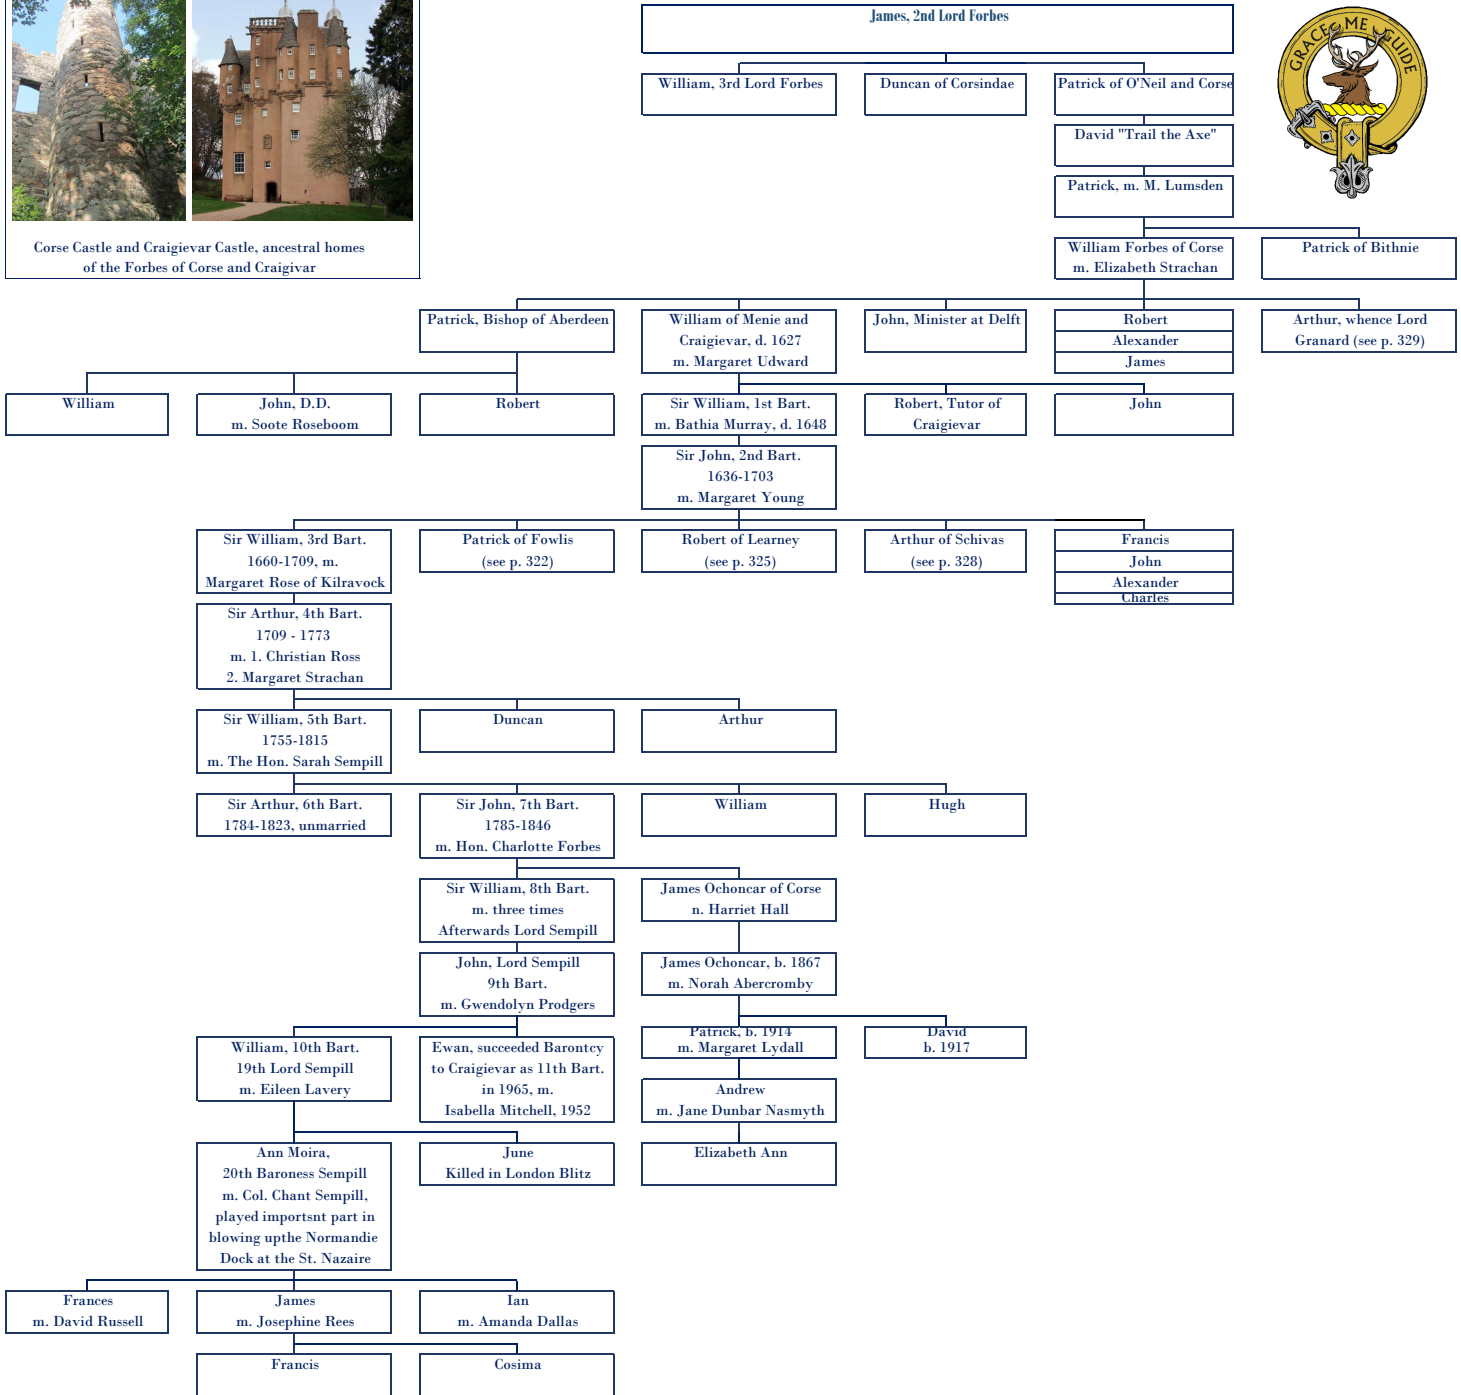 James, 2nd Lord Forbes
GRACE ME GUIDE
William, 3rd Lord Forbes
Duncan of Corsindae
Patrick of O'Neil and Corse
David "Trail the Axe"
Patrick, m. M. Lumsden
Corse Castle and Craigievar Castle, ancestral homes
of the Forbes of Corse and Craigivar
William Forbes of Corse
m. Elizabeth Strachan
Patrick of Bithnie
Patrick, Bishop of Aberdeen
William of Menie and
Craigievar, d. 1627
m. Margaret Udward
John, Minister at Delft
Robert
Alexander
James
Arthur, whence Lord
Granard (see p. 329)
William
John, D.D.
m. Soote Roseboom
Robert
Sir William, 1st Bart.
m. Bathia Murray, d. 1648
Robert, Tutor of
Craigievar
John
Sir John, 2nd Bart.
1636-1703
m. Margaret Young
Sir William, 3rd Bart.
1660-1709, m.
Margaret Rose of Kilravock
Patrick of Fowlis
(see p. 322)
Robert of Learney
(see p. 325)
Arthur of Schivas
(see p. 328)
Francis
John
Alexander
Charles
Sir Arthur, 4th Bart.
1709 - 1773
m. 1. Christian Ross
2. Margaret Strachan
Sir William, 5th Bart.
1755-1815
m. The Hon. Sarah Sempill
Duncan
Arthur
Sir Arthur, 6th Bart.
1784-1823, unmarried
Sir John, 7th Bart.
1785-1846
m. Hon. Charlotte Forbes
William
Hugh
Sir William, 8th Bart.
m. three times
Afterwards Lord Sempill
James Ochoncar of Corse
n. Harriet Hall
John, Lord Sempill
9th Bart.
m. Gwendolyn Prodgers
James Ochoncar, b. 1867
m. Norah Abercromby
William, 10th Bart.
19th Lord Sempill
m. Eileen Lavery
Ewan, succeeded Barontcy
to Craigievar as 11th Bart.
in 1965, m.
Isabella Mitchell, 1952
Patrick, b. 1914
m. Margaret Lydall
David
b. 1917
Andrew
m. Jane Dunbar Nasmyth
Ann Moira,
20th Baroness Sempill
m. Col. Chant Sempill,
played importsnt part in
blowing upthe Normandie
Dock at the St. Nazaire
June
Killed in London Blitz
Elizabeth Ann
Frances
m. David Russell
James
m. Josephine Rees
Ian
m. Amanda Dallas
Francis
Cosima